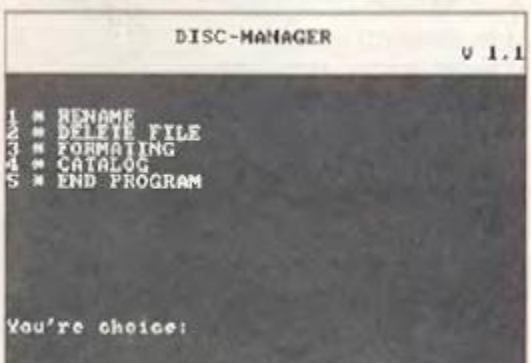 DISC-MANAGER
V 1.1
1 * RENAME
2 * DELETE FILE
3 * FORMATING
4 * CATALOG
5 * END PROGRAM
You're choice: